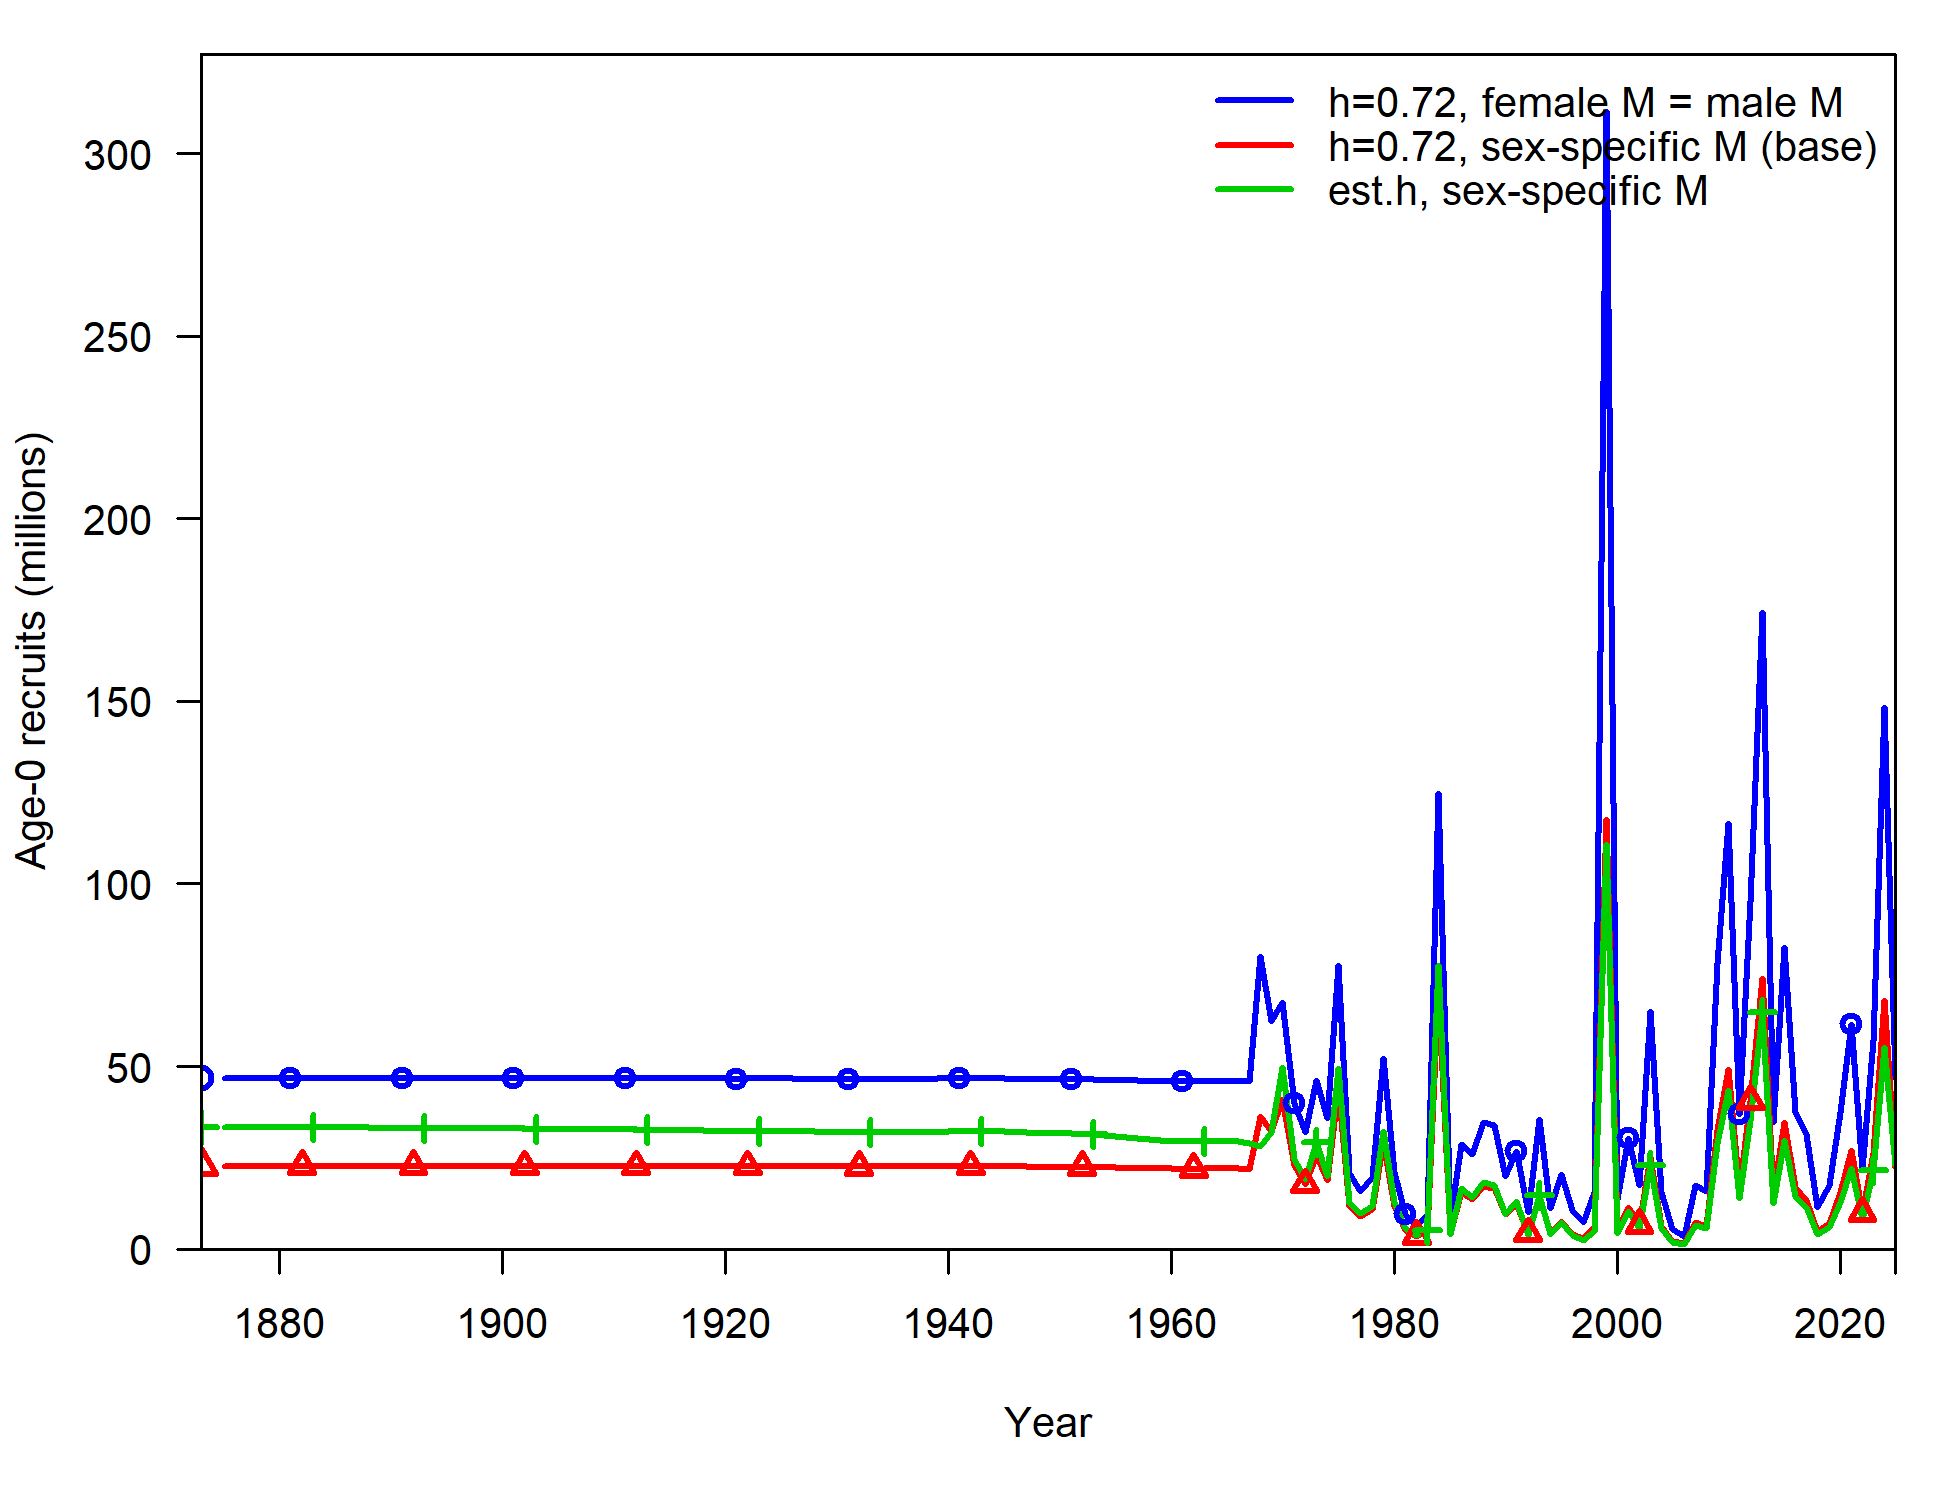 h=0.72, female M = male M
h=0.72, sex-specific M (base)
est.h, sex-specific M
Age-0 recruits (millions)
300
250
200
150
100
50
0
1880 1900 1920 1940 1960 1980 2000 2020
Year